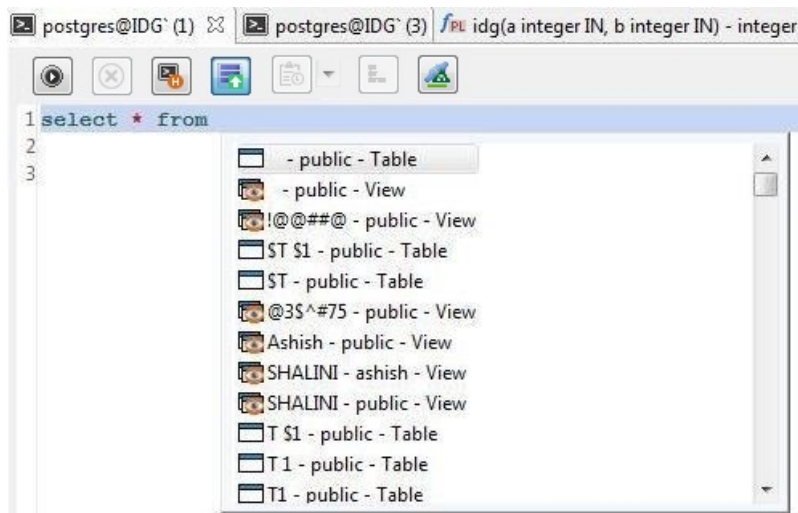 postgres@IDG` (1) postgres@IDG` (3) PL idg(a integer IN, b integer IN) - integer
1 select * from
2
3
- public - Table
- public - View
!@@##@ - public - View
$T $1 - public - Table
$T - public - Table
@3$^#75 - public - View
Ashish - public - View
SHALINI - ashish - View
SHALINI - public - View
T $1 - public - Table
T 1 - public - Table
T1 - public - Table